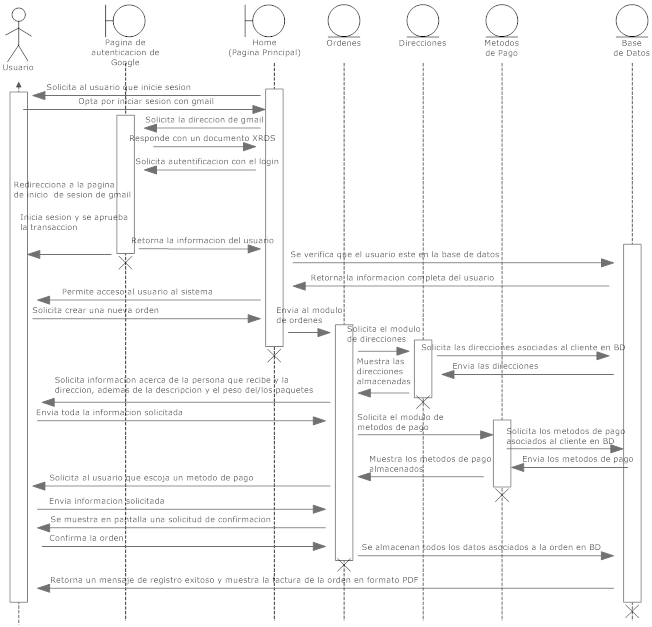 Usuario
Pagina de
autenticacion de
Google
Home
(Pagina Principal)
Ordenes
Direcciones
Metodos
de Pago
Base
de Datos
Solicita al usuario que inicie sesion
Opta por iniciar sesion con gmail
Solicita la direccion de gmail
Responde con un documento XRDS
Solicita autentificacion con el login
Redirecciona a la pagina
de inicio de sesion de gmail
Inicia sesion y se aprueba
la transaccion
Retorna la informacion del usuario
Se verifica que el usuario este en la base de datos
Retorna la informacion completa del usuario
Permite acceso al usuario al sistema
Solicita crear una nueva orden
Envia al modulo
de ordenes
Solicita el modulo
de direcciones
Solicita las direcciones asociadas al cliente en BD
Envia las direcciones
Muestra las
direcciones
almacenadas
Solicita informacion acerca de la persona que recibe y la
direccion, ademas de la descripcion y el peso del/los paquetes
Envia toda la informacion solicitada
Solicita el modulo de
metodos de pago
Solicita los metodos de pago
asociados al cliente en BD
Envia los metodos de pago
Muestra los metodos de pago
almacenados
Solicita al usuario que escoja un metodo de pago
Envia informacion solicitada
Se muestra en pantalla una solicitud de confirmacion
Confirma la orden
Se almacenan todos los datos asociados a la orden en BD
Retorna un mensaje de registro exitoso y muestra la factura de la orden en formato PDF